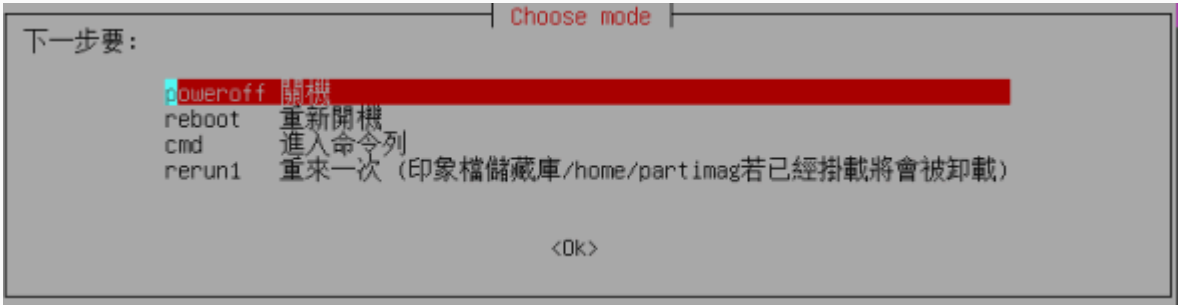 Choose mode
下一步要:
poweroff 關機
reboot 重新開機
cmd 進入命令列
rerun1 重來一次 (印象檔儲藏庫/home/partimag若已經掛載將會被卸載)
<Ok>